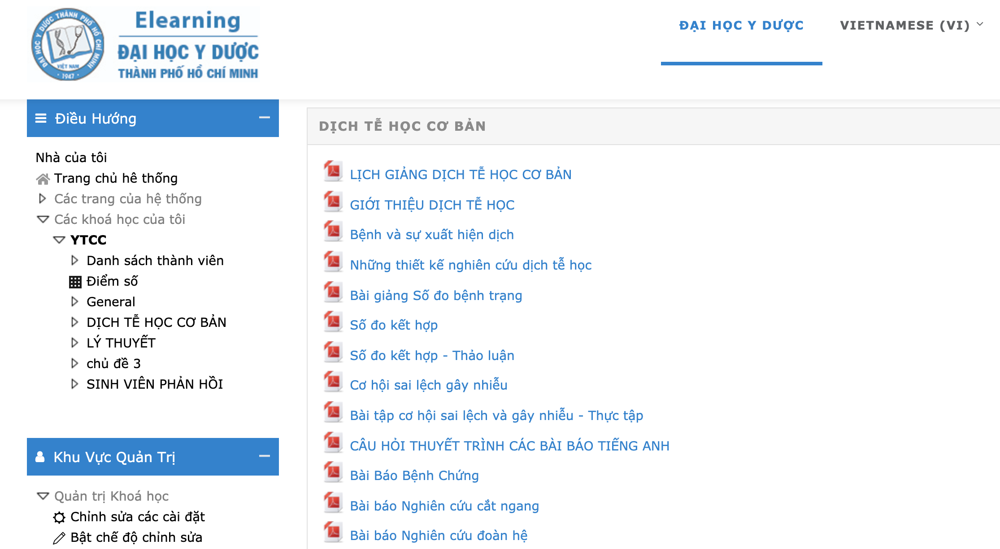 ĐẠI HỌC Y DƯỢC THÀNH PHỐ HỒ CHÍ MINH
VIỆT NAM
1947
Elearning
ĐẠI HỌC Y DƯỢC
THÀNH PHỐ HỒ CHÍ MINH
ĐẠI HỌC Y DƯỢC
VIETNAMESE (VI)
Điều Hướng
Nhà của tôi
Trang chủ hê thống
Các trang của hệ thống
Các khoá học của tôi
YTCC
Danh sách thành viên
Điểm số
General
DỊCH TỄ HỌC CƠ BẢN
LÝ THUYẾT
chủ đề 3
SINH VIÊN PHẢN HỒI
Khu Vực Quản Trị
Quản trị Khoá học
Chỉnh sửa các cài đặt
Bật chế độ chỉnh sửa
DỊCH TỄ HỌC CƠ BẢN
LỊCH GIẢNG DỊCH TỄ HỌC CƠ BẢN
GIỚI THIỆU DỊCH TỄ HỌC
Bệnh và sự xuất hiện dịch
Những thiết kế nghiên cứu dịch tễ học
Bài giảng Số đo bệnh trạng
Số đo kết hợp
Số đo kết hợp - Thảo luận
Cơ hội sai lệch gây nhiễu
Bài tập cơ hội sai lệch và gây nhiễu - Thực tập
CÂU HỎI THUYẾT TRÌNH CÁC BÀI BÁO TIẾNG ANH
Bài Báo Bệnh Chứng
Bài báo Nghiên cứu cắt ngang
Bài báo Nghiên cứu đoàn hệ